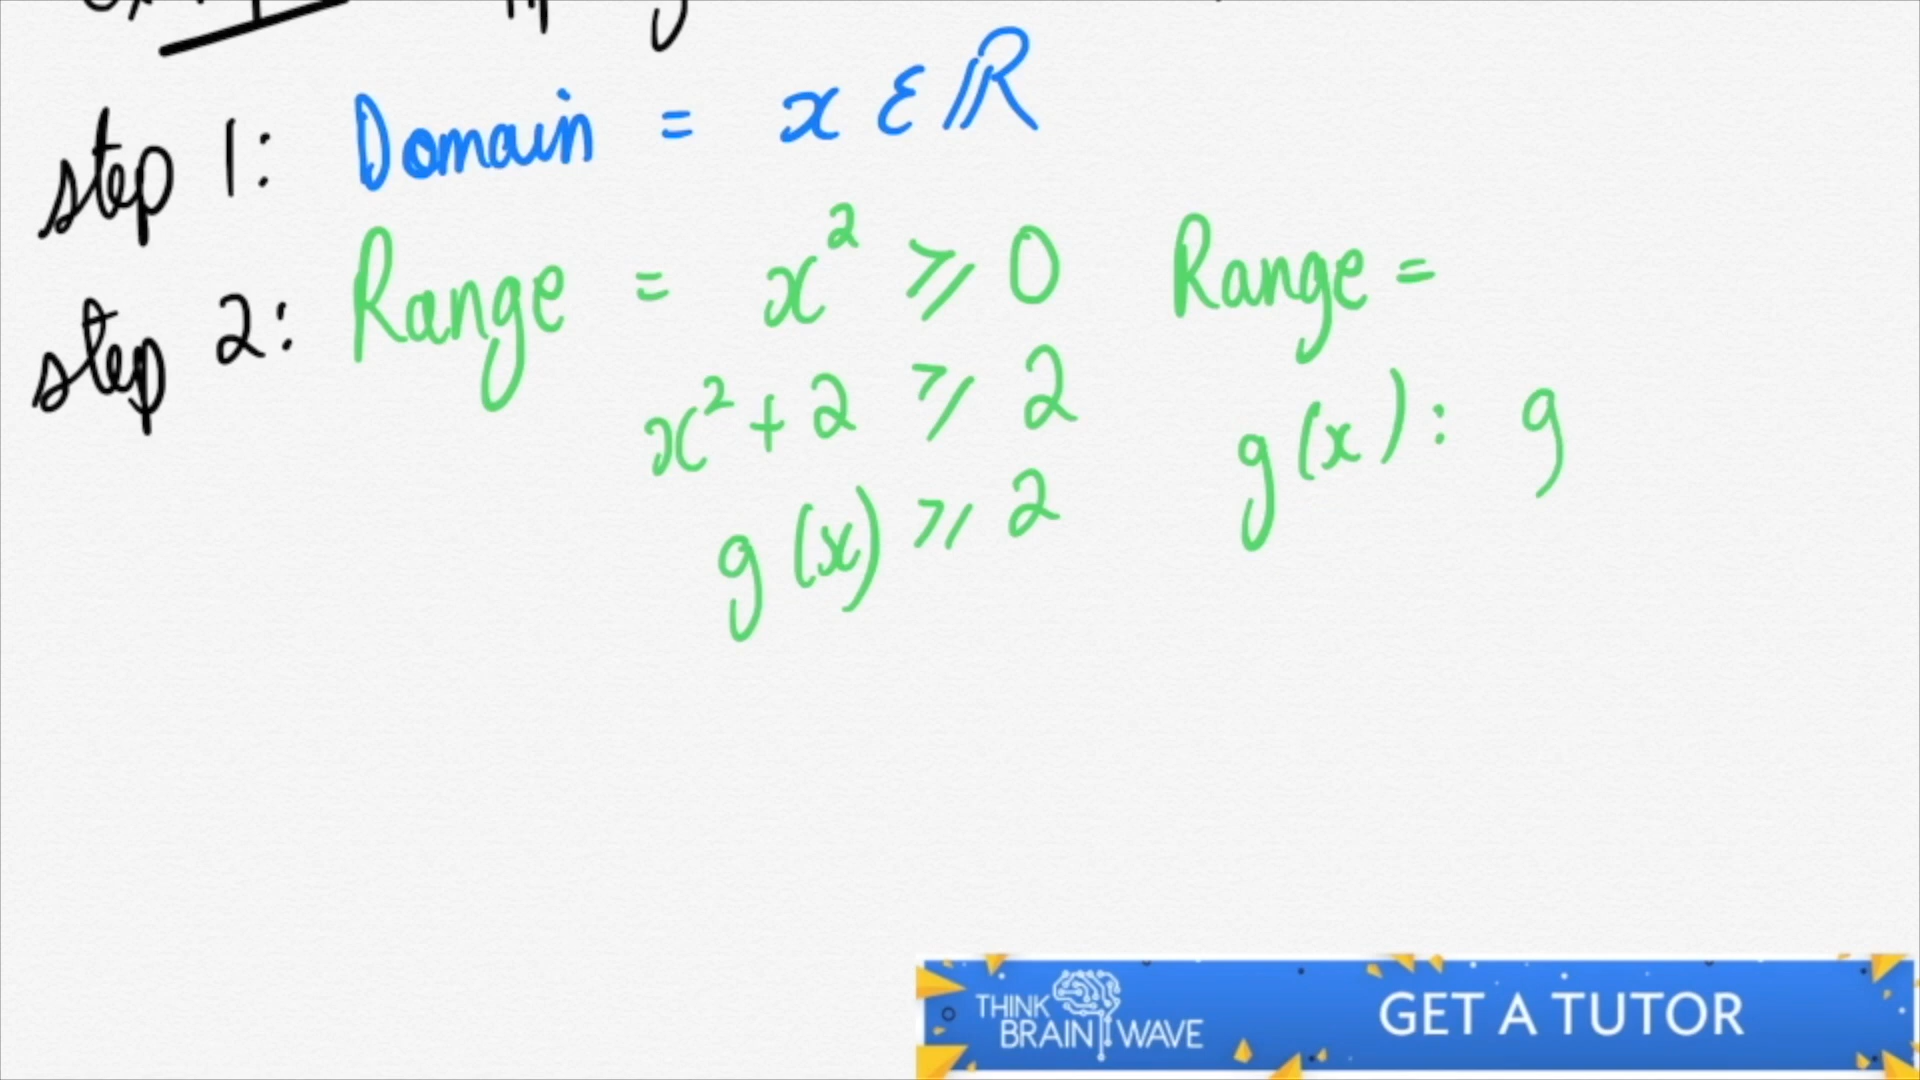 step 1: Domain = x ε ℝ
step 2: Range = x² ≥ 0 Range =
x² + 2 ≥ 2
g(x): g
g(x) ≥ 2
THINK
BRAIN WAVE
GET A TUTOR